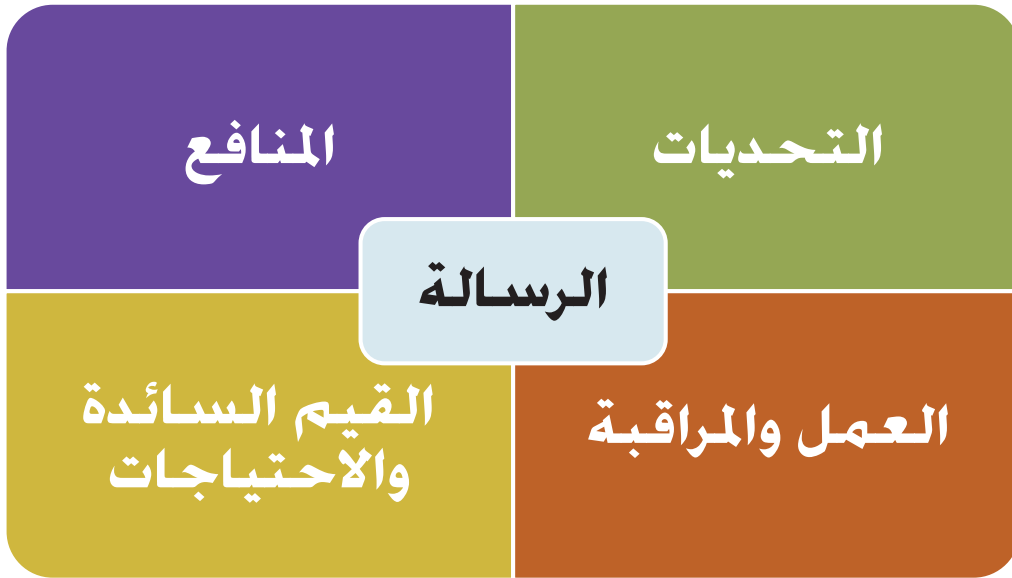 التحديات
المنافع
الرسالة
العمل والمراقبة
القيم السائدة
والاحتياجات